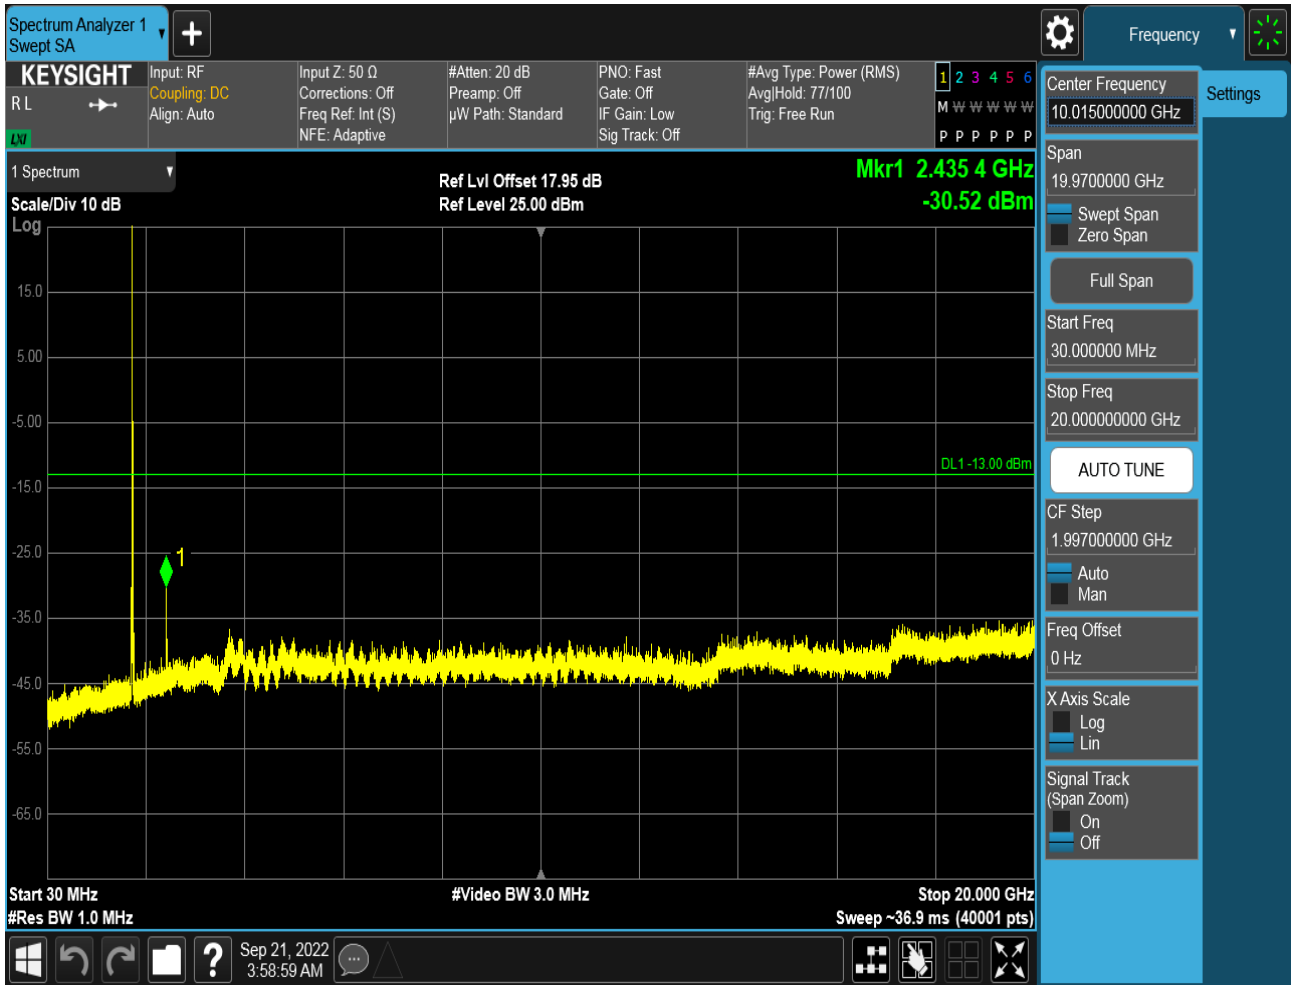 Spectrum Analyzer 1
Swept SA
Frequency
KEYSIGHT
R L
LXI
Input: RF
Coupling: DC
Align: Auto
Input Z: 50 Ω
Corrections: Off
Freq Ref: Int (S)
NFE: Adaptive
#Atten: 20 dB
Preamp: Off
µW Path: Standard
PNO: Fast
Gate: Off
IF Gain: Low
Sig Track: Off
#Avg Type: Power (RMS)
Avg|Hold: 77/100
Trig: Free Run
1 2 3 4 5 6
M W W W W W
P P P P P P
1 Spectrum
Scale/Div 10 dB
Log
Ref Lvl Offset 17.95 dB
Ref Level 25.00 dBm
Mkr1 2.435 4 GHz
-30.52 dBm
15.0
5.00
-5.00
DL1 -13.00 dBm
-15.0
-25.0
1
-35.0
-45.0
-55.0
-65.0
Start 30 MHz
#Res BW 1.0 MHz
#Video BW 3.0 MHz
Stop 20.000 GHz
Sweep ~36.9 ms (40001 pts)
Center Frequency
10.015000000 GHz
Settings
Span
19.9700000 GHz
Swept Span
Zero Span
Full Span
Start Freq
30.000000 MHz
Stop Freq
20.000000000 GHz
AUTO TUNE
CF Step
1.997000000 GHz
Auto
Man
Freq Offset
0 Hz
X Axis Scale
Log
Lin
Signal Track
(Span Zoom)
On
Off
?
Sep 21, 2022
3:58:59 AM